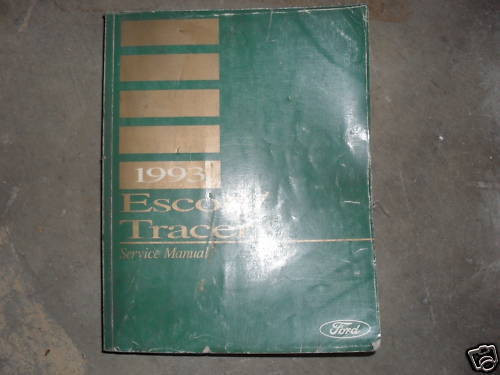 1993
Escort
Tracer
Service Manual
Ford